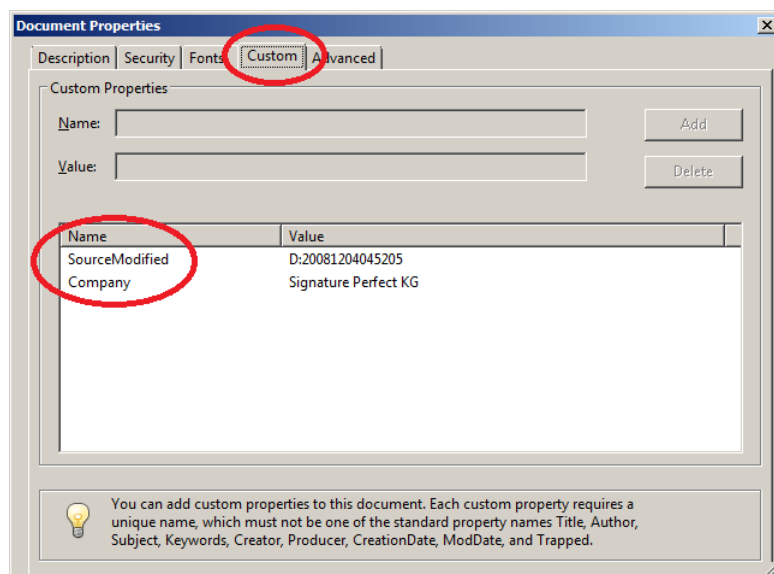 Document Properties
Description Security Fonts Custom Advanced
Custom Properties
Name: Add
Value: Delete
Name Value
SourceModified D:20081204045205
Company Signature Perfect KG
You can add custom properties to this document. Each custom property requires a
unique name, which must not be one of the standard property names Title, Author,
Subject, Keywords, Creator, Producer, CreationDate, ModDate, and Trapped.